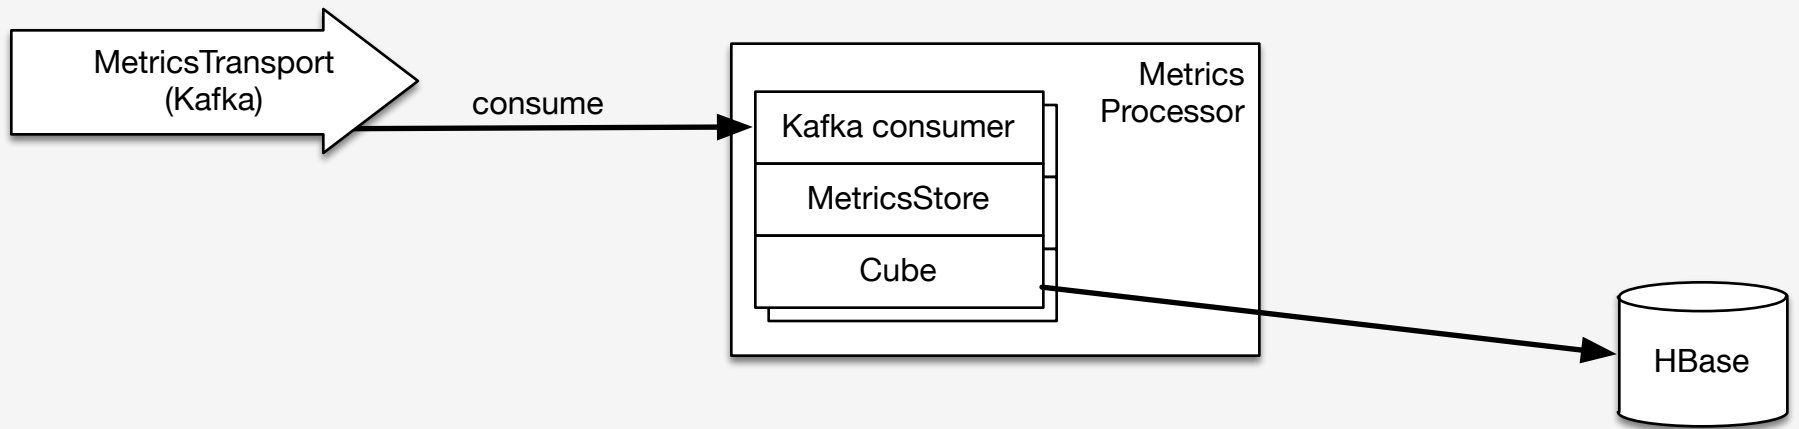 MetricsTransport
(Kafka)
consume
Metrics
Processor
Kafka consumer
MetricsStore
Cube
HBase